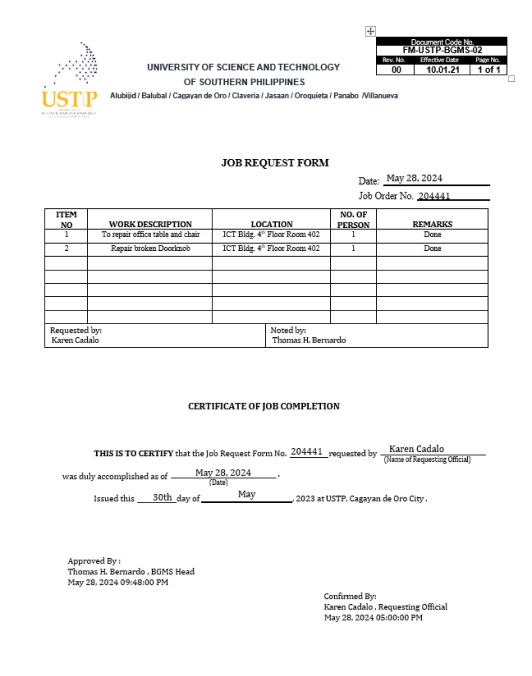 Document Code No.
FM-USTP-BGMS-02
Rev. No. Effective Date Page No.
00 10.01.21 1 of 1
USTP
UNIVERSITY OF SCIENCE AND TECHNOLOGY
OF SOUTHERN PHILIPPINES
Alubijid / Balubal / Cagayan de Oro / Claveria / Jasaan / Oroquieta / Panabo /Villanueva
JOB REQUEST FORM
Date: May 28, 2024
Job Order No. 204441
ITEM NO WORK DESCRIPTION LOCATION NO. OF PERSON REMARKS
1 To repair office table and chair ICT Bldg. 4th Floor Room 402 1 Done
2 Repair broken Doorknob ICT Bldg. 4th Floor Room 402 1 Done
Requested by: Noted by:
Karen Cadalo Thomas H. Bernardo
CERTIFICATE OF JOB COMPLETION
THIS IS TO CERTIFY that the Job Request Form No. 204441 requested by Karen Cadalo
(Name of Requesting Official)
was duly accomplished as of May 28, 2024 .
(Date)
Issued this 30th day of May , 2023 at USTP, Cagayan de Oro City .
Approved By :
Thomas H. Bernardo , BGMS Head
May 28, 2024 09:48:00 PM
Confirmed By:
Karen Cadalo , Requesting Official
May 28, 2024 05:00:00 PM